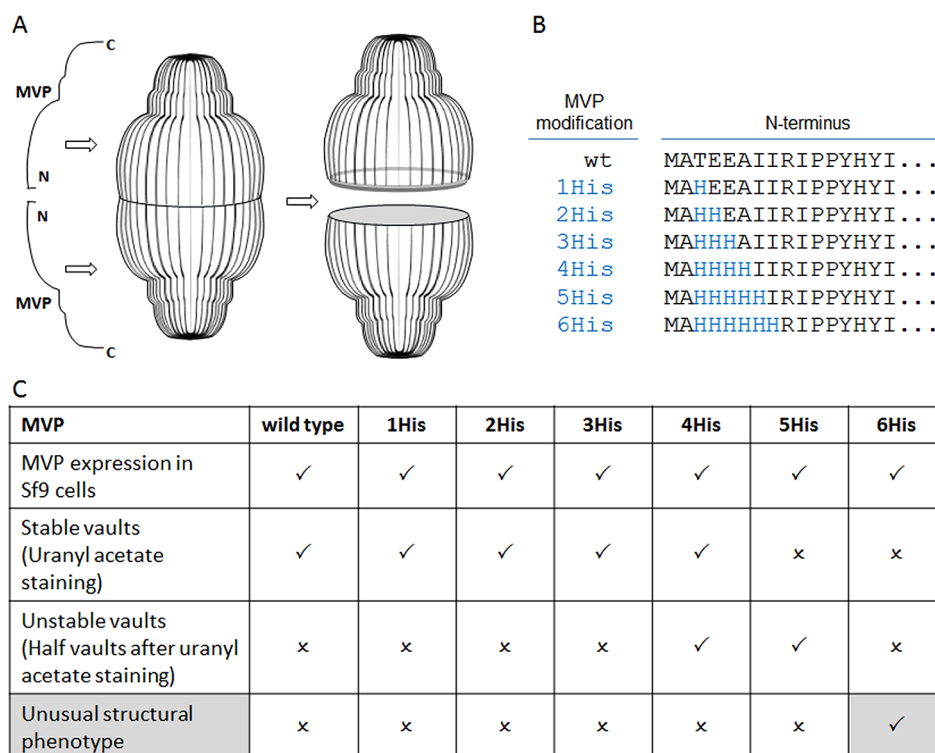 A
C
MVP
N
N
MVP
C
B
MVP
modification
N-terminus
wt MATEEAIIRIPPYHYI...
1His MAHEEAIIRIPPYHYI...
2His MAHHEAIIRIPPYHYI...
3His MAHHHAIIRIPPYHYI...
4His MAHHHHIIRIPPYHYI...
5His MAHHHHHIRIPPYHYI...
6His MAHHHHHHRIPPYHYI...
C
MVP wild type 1His 2His 3His 4His 5His 6His
MVP expression in
Sf9 cells ✓ ✓ ✓ ✓ ✓ ✓ ✓
Stable vaults
(Uranyl acetate ✓ ✓ ✓ ✓ ✓ x x
staining)
Unstable vaults
(Half vaults after uranyl x x x x ✓ ✓ x
acetate staining)
Unusual structural
phenotype x x x x x x ✓